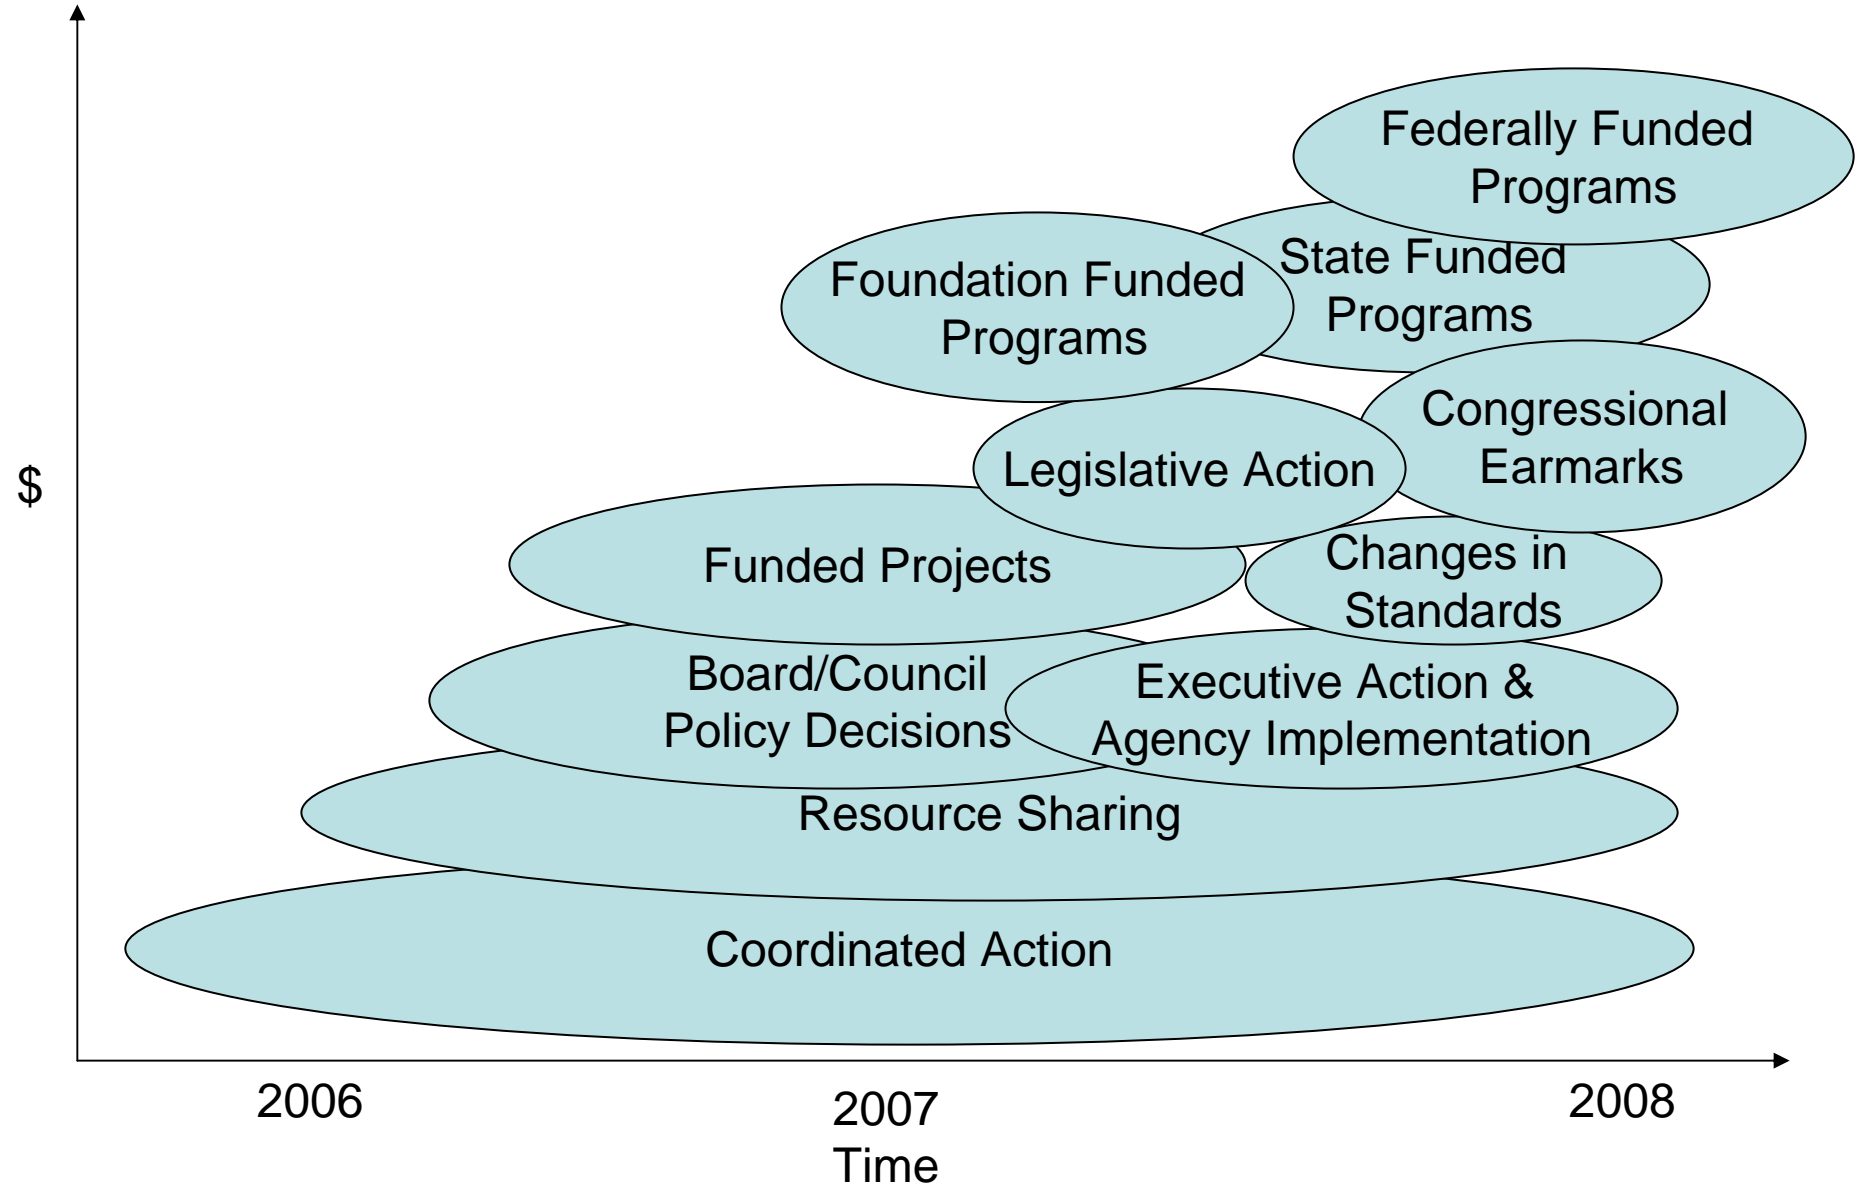 Federally Funded
Programs
State Funded
Programs
Foundation Funded
Programs
Congressional
Earmarks
Legislative Action
$
Changes in
Standards
Funded Projects
Board/Council
Policy Decisions
Executive Action &
Agency Implementation
Resource Sharing
Coordinated Action
2006
2007
2008
Time